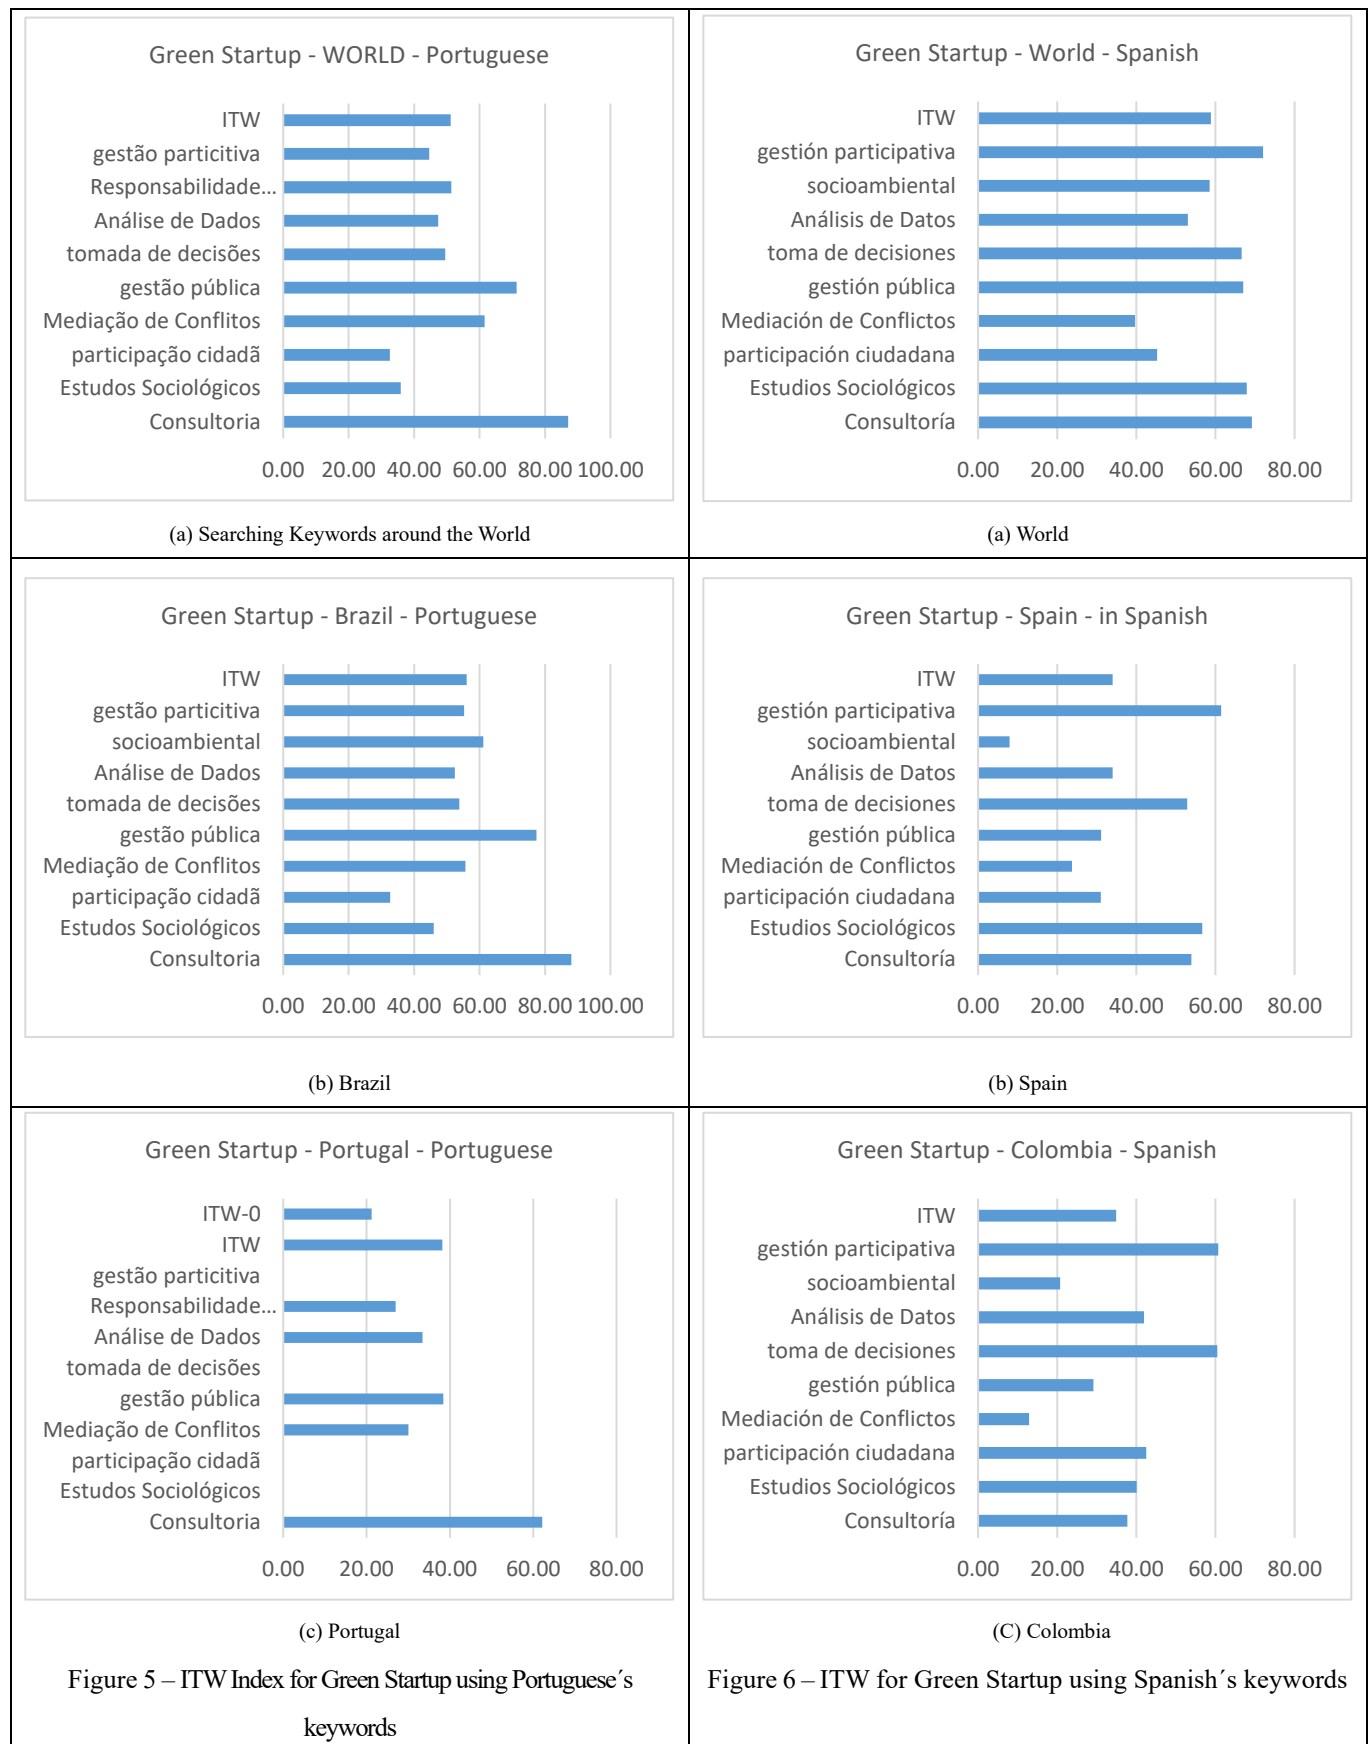 Green Startup - WORLD - Portuguese
ITW
gestão particitiva
Responsabilidade...
Análise de Dados
tomada de decisões
gestão pública
Mediação de Conflitos
participação cidadã
Estudos Sociológicos
Consultoria
0.00 20.00 40.00 60.00 80.00 100.00
(a) Searching Keywords around the World
Green Startup - World - Spanish
ITW
gestión participativa
socioambiental
Análisis de Datos
toma de decisiones
gestión pública
Mediación de Conflictos
participación ciudadana
Estudios Sociológicos
Consultoría
0.00 20.00 40.00 60.00 80.00
(a) World
Green Startup - Brazil - Portuguese
ITW
gestão particitiva
socioambiental
Análise de Dados
tomada de decisões
gestão pública
Mediação de Conflitos
participação cidadã
Estudos Sociológicos
Consultoria
0.00 20.00 40.00 60.00 80.00 100.00
(b) Brazil
Green Startup - Spain - in Spanish
ITW
gestión participativa
socioambiental
Análisis de Datos
toma de decisiones
gestión pública
Mediación de Conflictos
participación ciudadana
Estudios Sociológicos
Consultoría
0.00 20.00 40.00 60.00 80.00
(b) Spain
Green Startup - Portugal - Portuguese
ITW-0
ITW
gestão particitiva
Responsabilidade...
Análise de Dados
tomada de decisões
gestão pública
Mediação de Conflitos
participação cidadã
Estudos Sociológicos
Consultoria
0.00 20.00 40.00 60.00 80.00
(c) Portugal
Figure 5 – ITW Index for Green Startup using Portuguese´s
keywords
Green Startup - Colombia - Spanish
ITW
gestión participativa
socioambiental
Análisis de Datos
toma de decisiones
gestión pública
Mediación de Conflictos
participación ciudadana
Estudios Sociológicos
Consultoría
0.00 20.00 40.00 60.00 80.00
(C) Colombia
Figure 6 – ITW for Green Startup using Spanish´s keywords